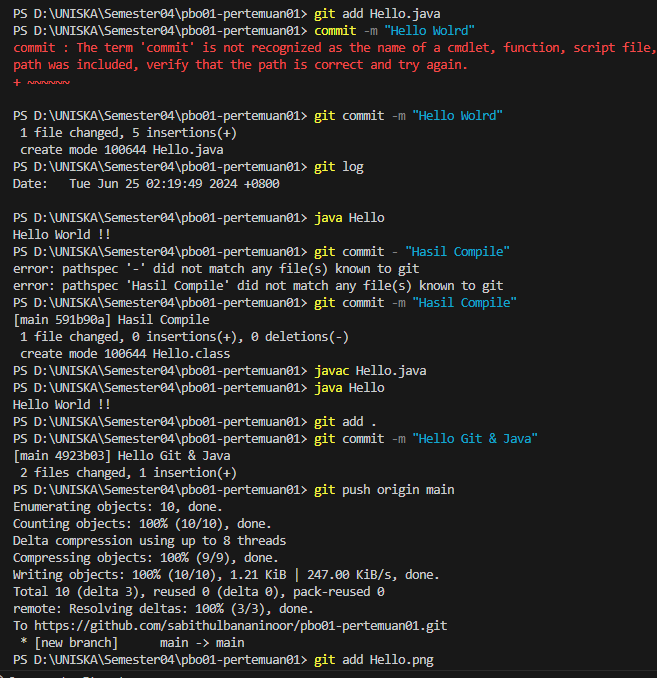 PS D:\UNISKA\Semester04\pbo01-pertemuan01> git add Hello.java
PS D:\UNISKA\Semester04\pbo01-pertemuan01> commit -m "Hello Wolrd"
commit : The term 'commit' is not recognized as the name of a cmdlet, function, script file,
path was included, verify that the path is correct and try again.
+ ~~~~~~
PS D:\UNISKA\Semester04\pbo01-pertemuan01> git commit -m "Hello Wolrd"
 1 file changed, 5 insertions(+)
 create mode 100644 Hello.java
PS D:\UNISKA\Semester04\pbo01-pertemuan01> git log
Date:   Tue Jun 25 02:19:49 2024 +0800
PS D:\UNISKA\Semester04\pbo01-pertemuan01> java Hello
Hello World !!
PS D:\UNISKA\Semester04\pbo01-pertemuan01> git commit - "Hasil Compile"
error: pathspec '-' did not match any file(s) known to git
error: pathspec 'Hasil Compile' did not match any file(s) known to git
PS D:\UNISKA\Semester04\pbo01-pertemuan01> git commit -m "Hasil Compile"
[main 591b90a] Hasil Compile
 1 file changed, 0 insertions(+), 0 deletions(-)
 create mode 100644 Hello.class
PS D:\UNISKA\Semester04\pbo01-pertemuan01> javac Hello.java
PS D:\UNISKA\Semester04\pbo01-pertemuan01> java Hello
Hello World !!
PS D:\UNISKA\Semester04\pbo01-pertemuan01> git add .
PS D:\UNISKA\Semester04\pbo01-pertemuan01> git commit -m "Hello Git & Java"
[main 4923b03] Hello Git & Java
 2 files changed, 1 insertion(+)
PS D:\UNISKA\Semester04\pbo01-pertemuan01> git push origin main
Enumerating objects: 10, done.
Counting objects: 100% (10/10), done.
Delta compression using up to 8 threads
Compressing objects: 100% (9/9), done.
Writing objects: 100% (10/10), 1.21 KiB | 247.00 KiB/s, done.
Total 10 (delta 3), reused 0 (delta 0), pack-reused 0
remote: Resolving deltas: 100% (3/3), done.
To https://github.com/sabithulbananinoor/pbo01-pertemuan01.git
 * [new branch]      main -> main
PS D:\UNISKA\Semester04\pbo01-pertemuan01> git add Hello.png